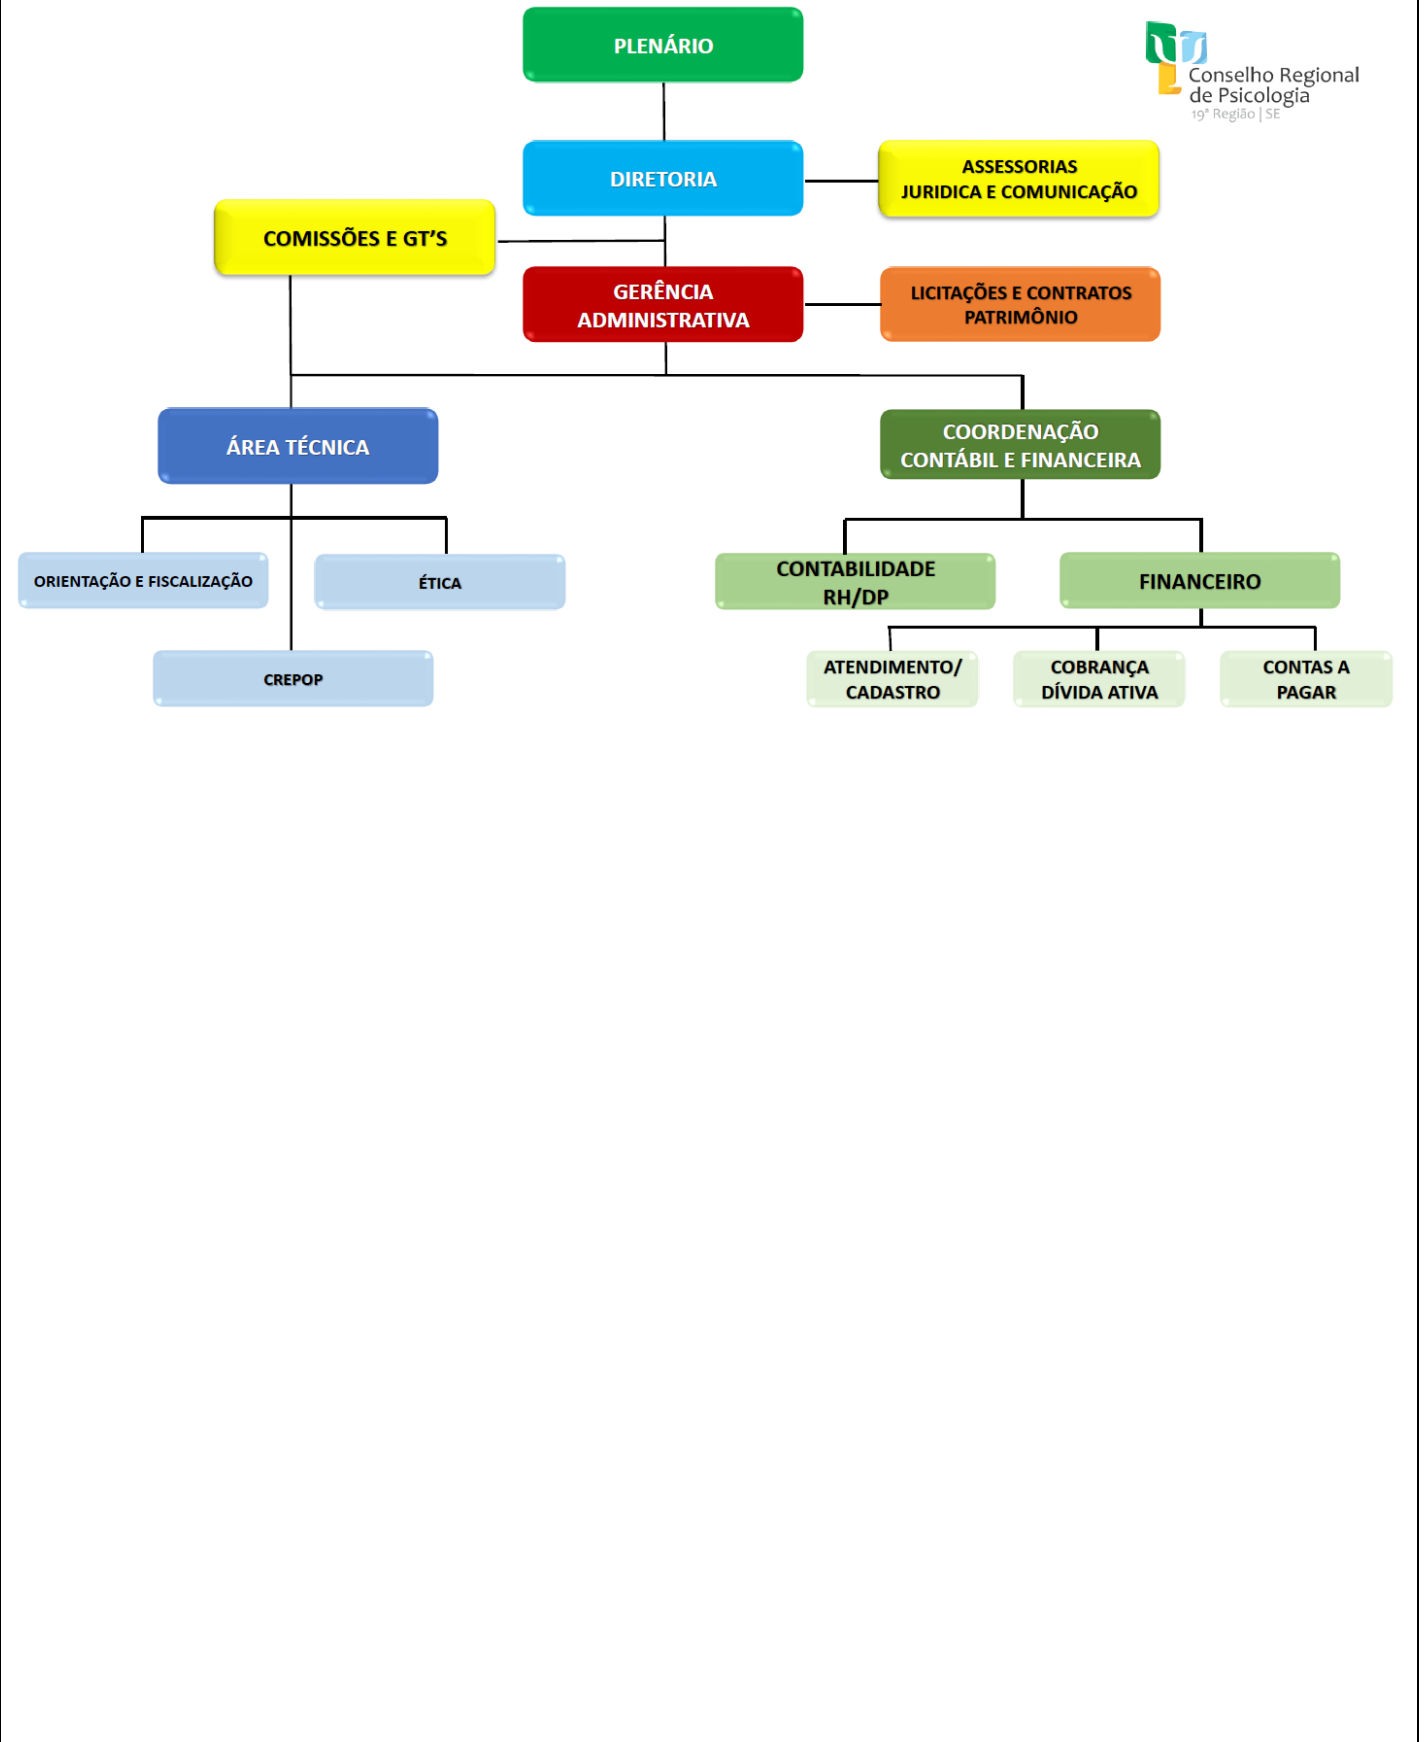 PLENÁRIO
Conselho Regional
de Psicologia
19ª Região | SE
DIRETORIA
ASSESSORIAS
JURIDICA E COMUNICAÇÃO
COMISSÕES E GT’S
GERÊNCIA
ADMINISTRATIVA
LICITAÇÕES E CONTRATOS
PATRIMÔNIO
ÁREA TÉCNICA
COORDENAÇÃO
CONTÁBIL E FINANCEIRA
ORIENTAÇÃO E FISCALIZAÇÃO
ÉTICA
CONTABILIDADE
RH/DP
FINANCEIRO
CREPOP
ATENDIMENTO/
CADASTRO
COBRANÇA
DÍVIDA ATIVA
CONTAS A
PAGAR